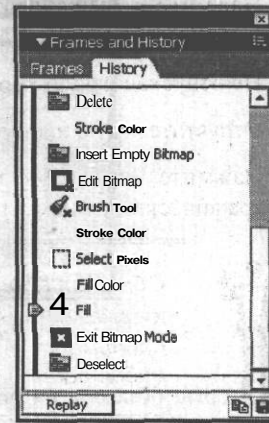 Frames and History
Frames History
Delete
Stroke Color
Insert Empty Bitmap
Edit Bitmap
Brush Tool
Stroke Color
Select Pixels
Fill Color
4 Fill
Exit Bitmap Mode
Deselect
Replay